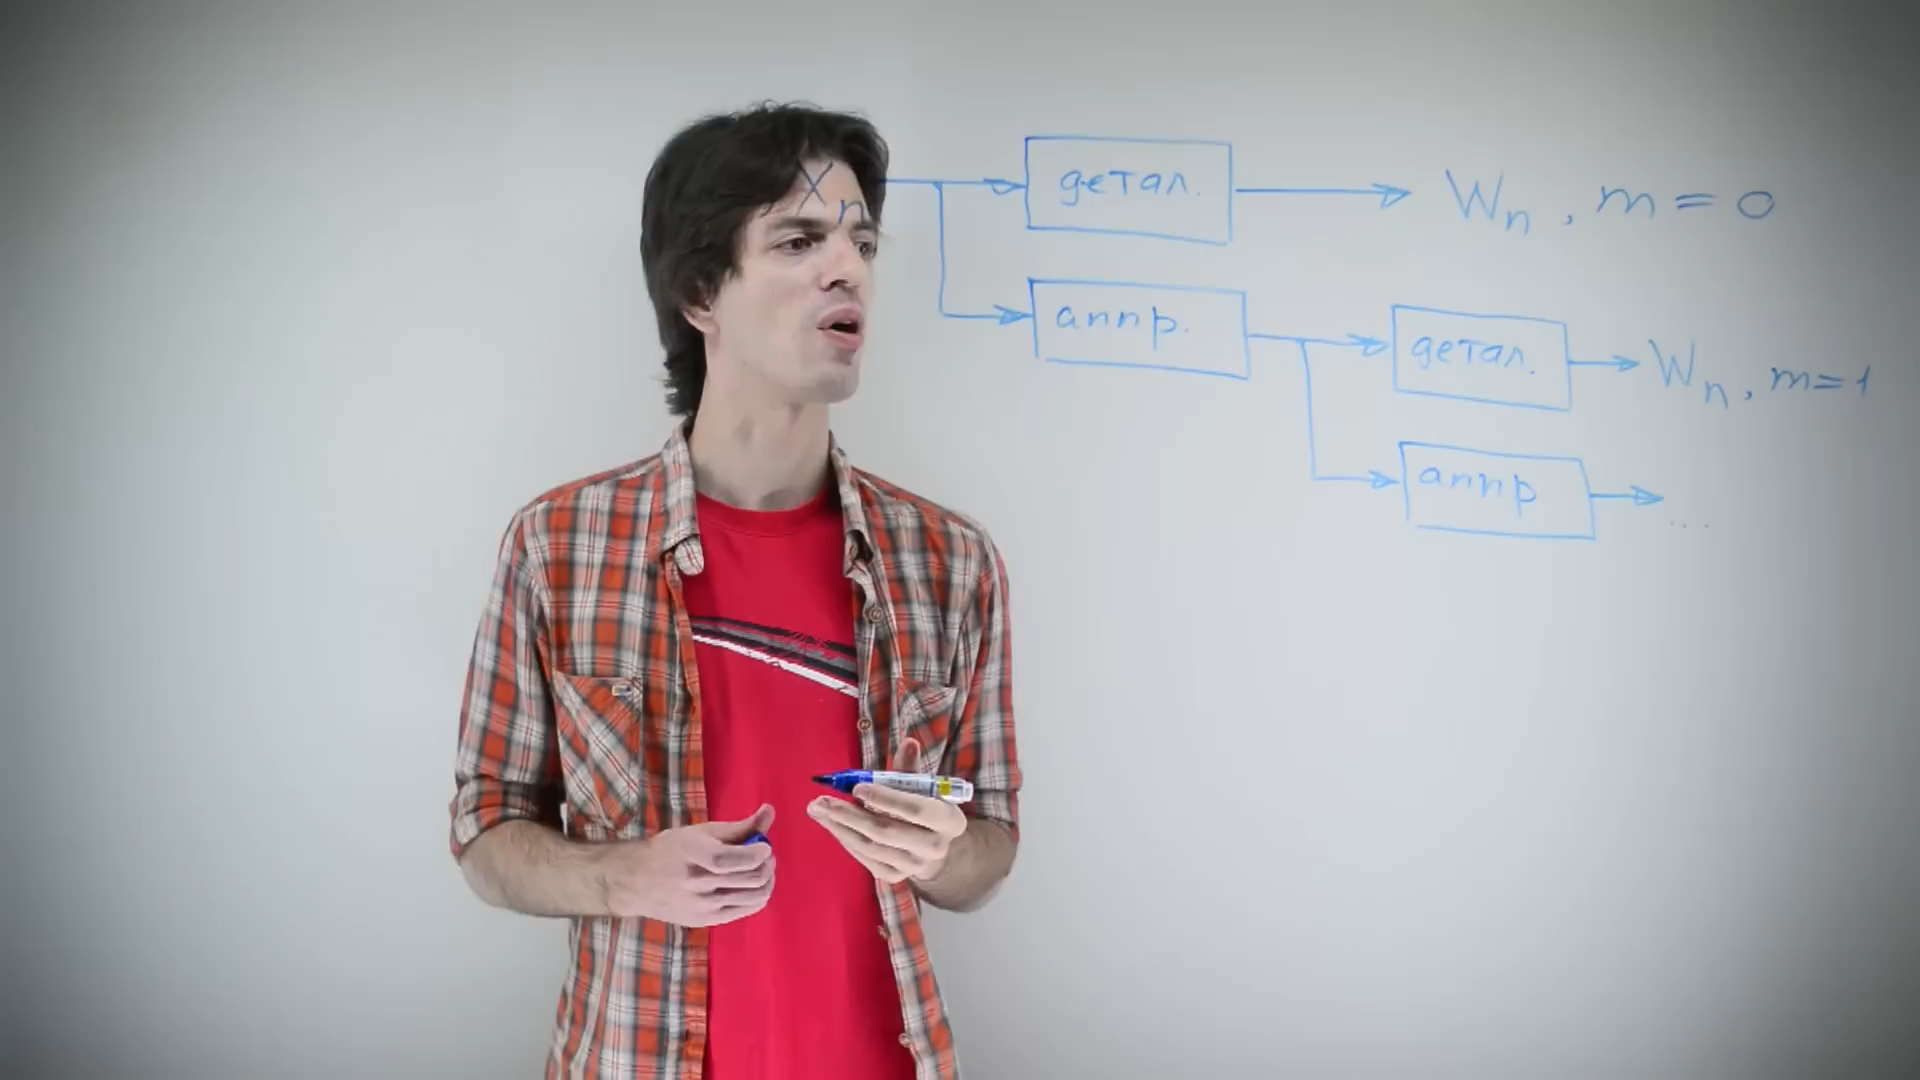 Xn
детал.
Wn, m = 0
аппр.
детал.
Wn, m=1
аппр
...